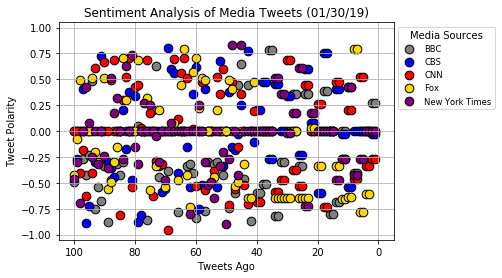 Sentiment Analysis of Media Tweets (01/30/19)
1.00
0.75
0.50
0.25
0.00
−0.25
−0.50
−0.75
−1.00
Tweet Polarity
100
80
60
40
20
0
Tweets Ago
Media Sources
BBC
CBS
CNN
Fox
New York Times